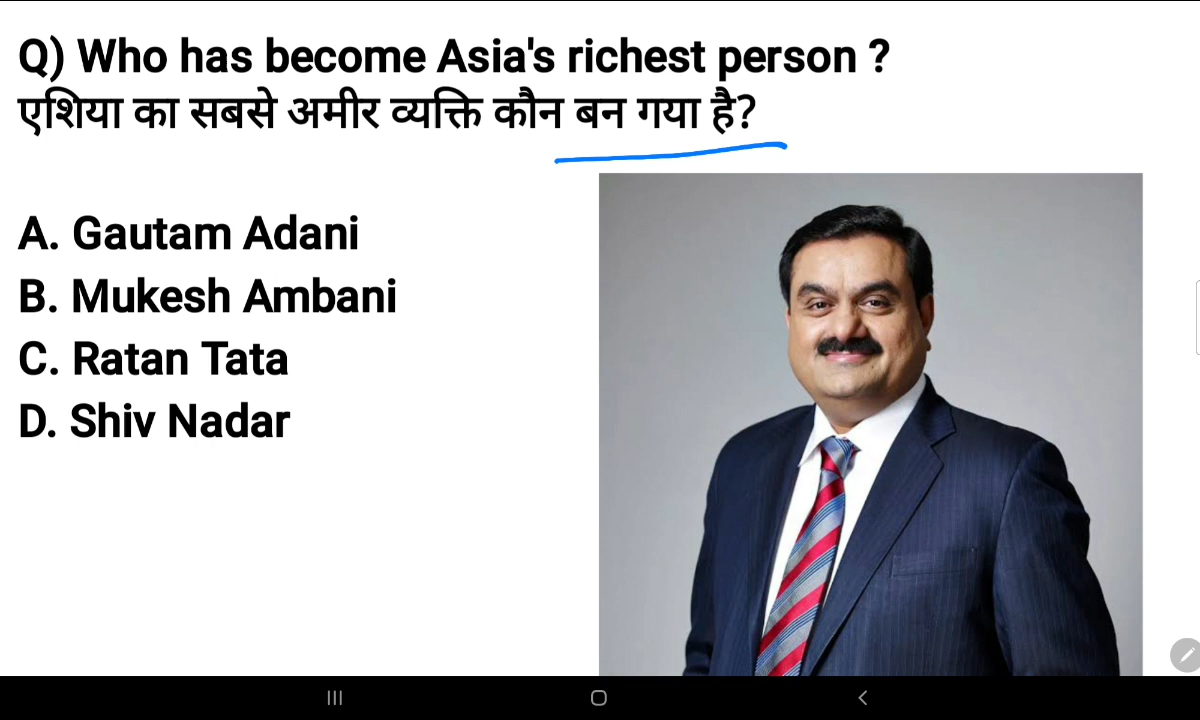 Q) Who has become Asia's richest person ?
एशिया का सबसे अमीर व्यक्ति कौन बन गया है?
A. Gautam Adani
B. Mukesh Ambani
C. Ratan Tata
D. Shiv Nadar